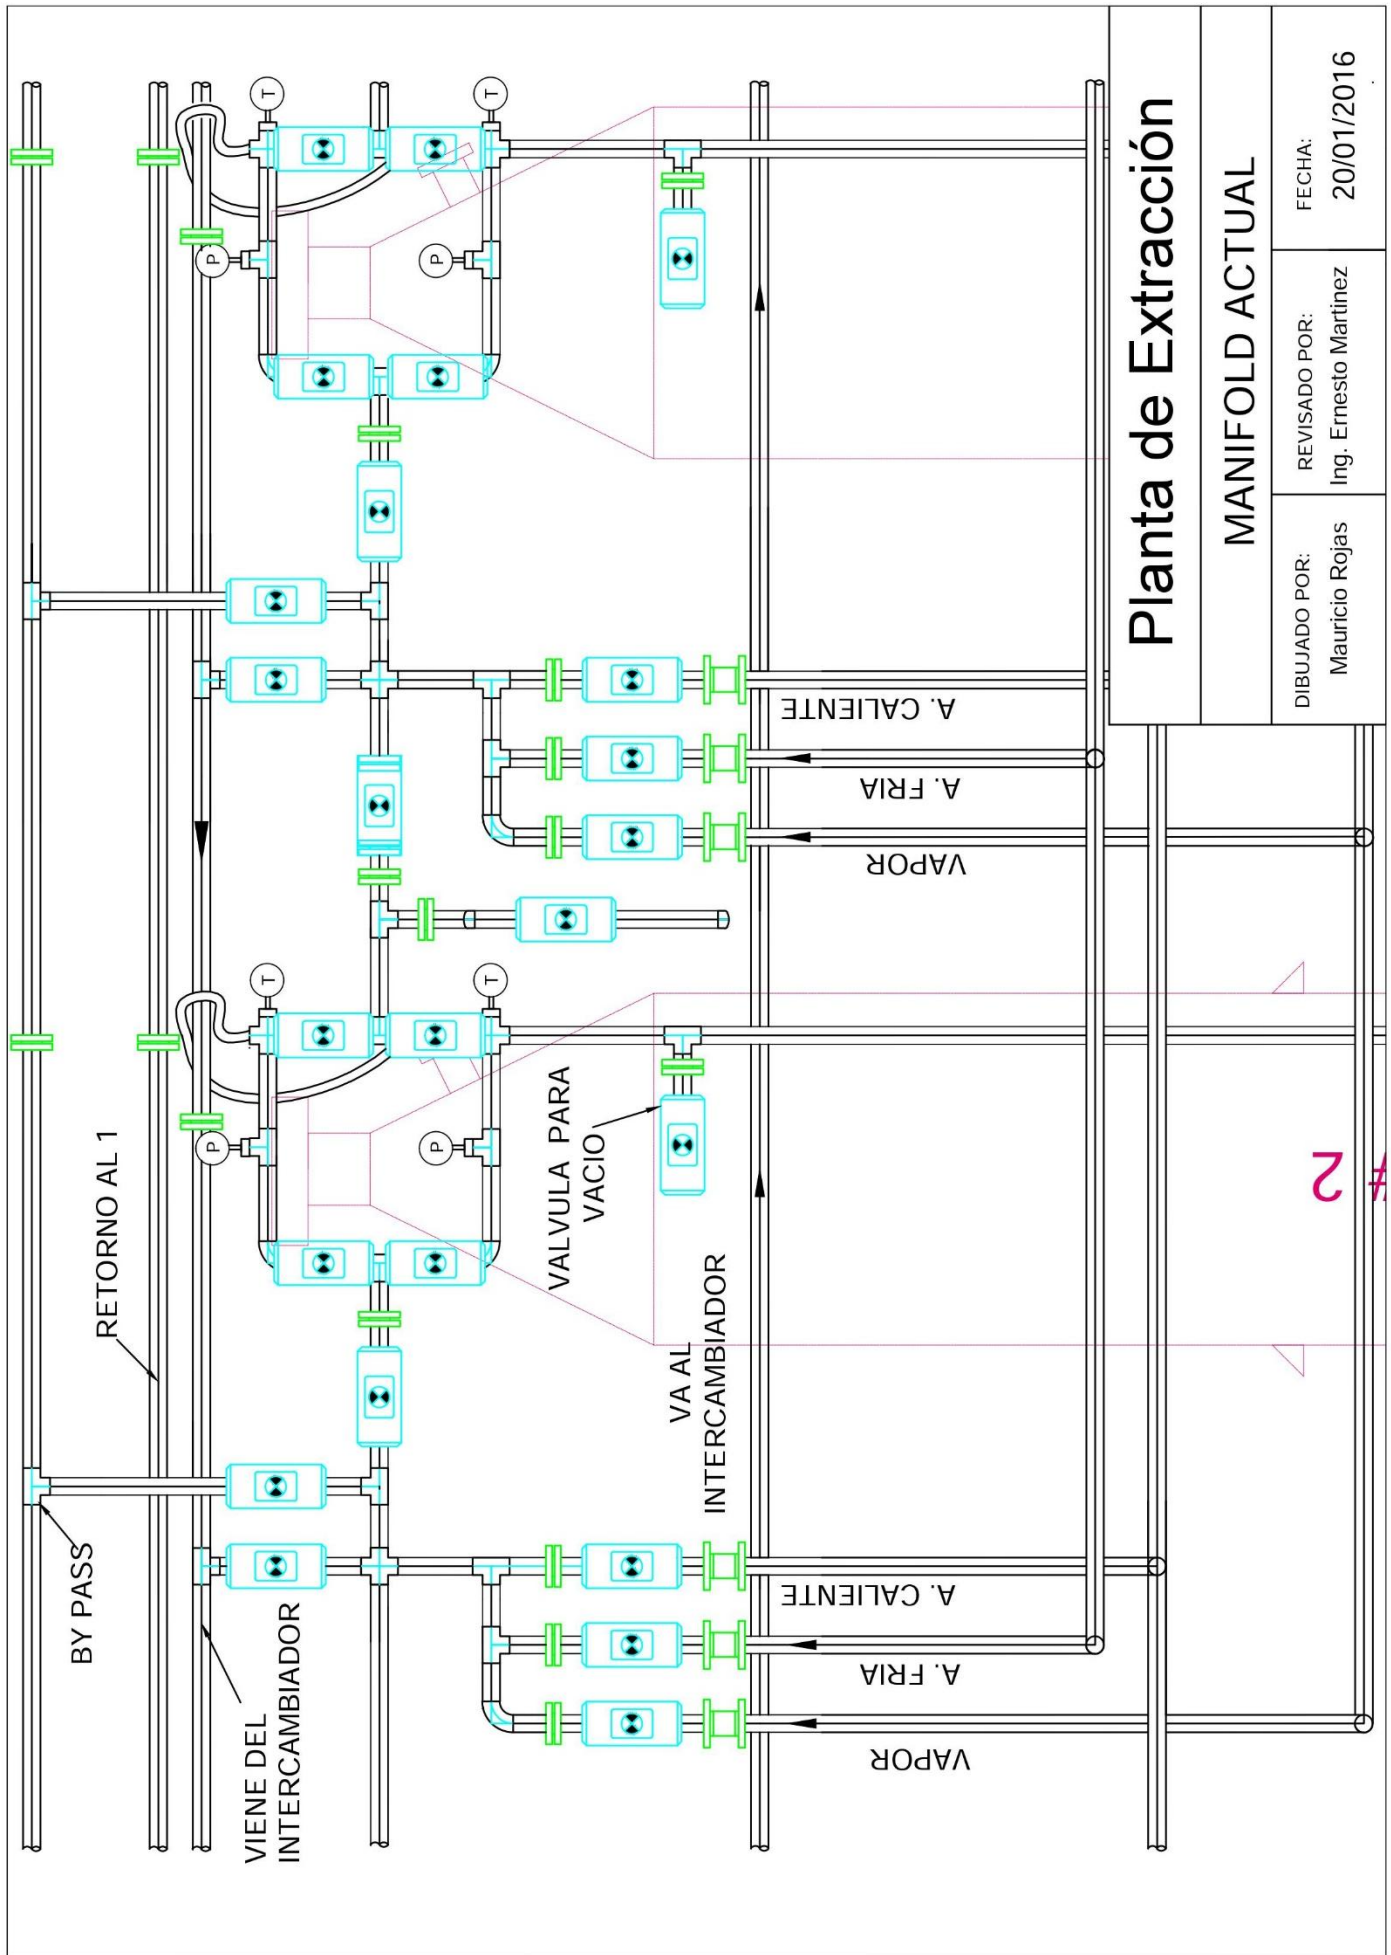 BY PASS
RETORNO AL 1
VIENE DEL
INTERCAMBIADOR
T
T
P
P
T
T
P
P
VALVULA PARA
VACIO
VA AL
INTERCAMBIADOR
A. CALIENTE
A. FRIA
VAPOR
A. CALIENTE
A. FRIA
VAPOR
# 2
Planta de Extracción
MANIFOLD ACTUAL
DIBUJADO POR:
Mauricio Rojas
REVISADO POR:
Ing. Ernesto Martinez
FECHA:
20/01/2016